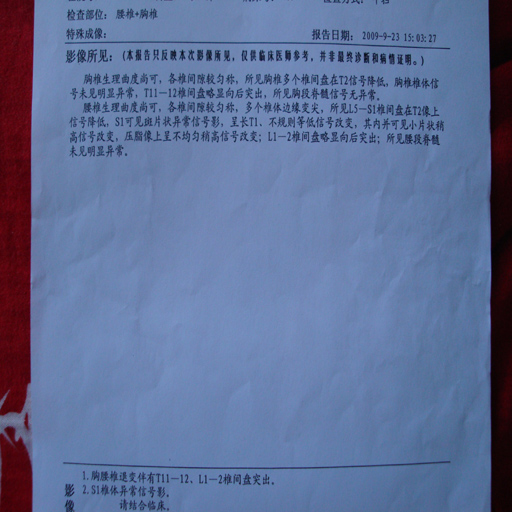 检查部位: 腰椎+胸椎
特殊成像:
报告日期: 2009-9-23 15:03:27
影像所见: (本报告只反映本次影像所见,仅供临床医师参考,并非最终诊断和病情证明。)
胸椎生理曲度尚可,各椎间隙较匀称,所见胸椎多个椎间盘在T2信号降低,胸椎椎体信
号未见明显异常,T11-12椎间盘略显向后突出,所见胸段脊髓信号无异常。
腰椎生理曲度尚可,各椎间隙较匀称,多个椎体边缘变尖,所见L5-S1椎间盘在T2像上
信号降低,S1可见斑片状异常信号影,呈长T1、不规则等低信号改变,其内并可见小片状稍
高信号改变,压脂像上呈不均匀稍高信号改变;L1-2椎间盘略显向后突出;所见腰段脊髓
未见明显异常。
1.胸腰椎退变伴有T11-12、L1-2椎间盘突出。
影 2.S1椎体异常信号影。
像 请结合临床。